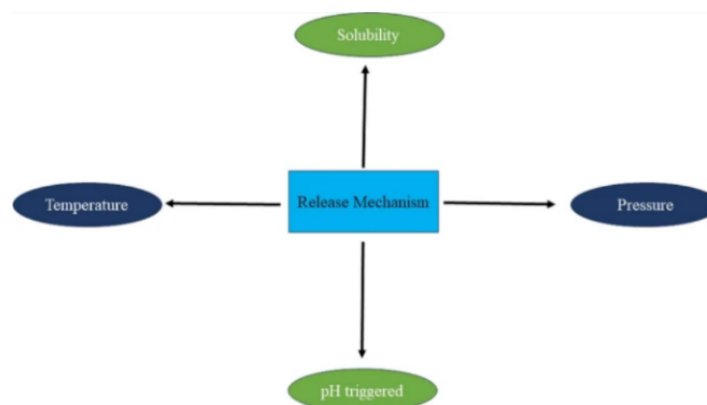 Solubility
Temperature
Release Mechanism
Pressure
pH triggered